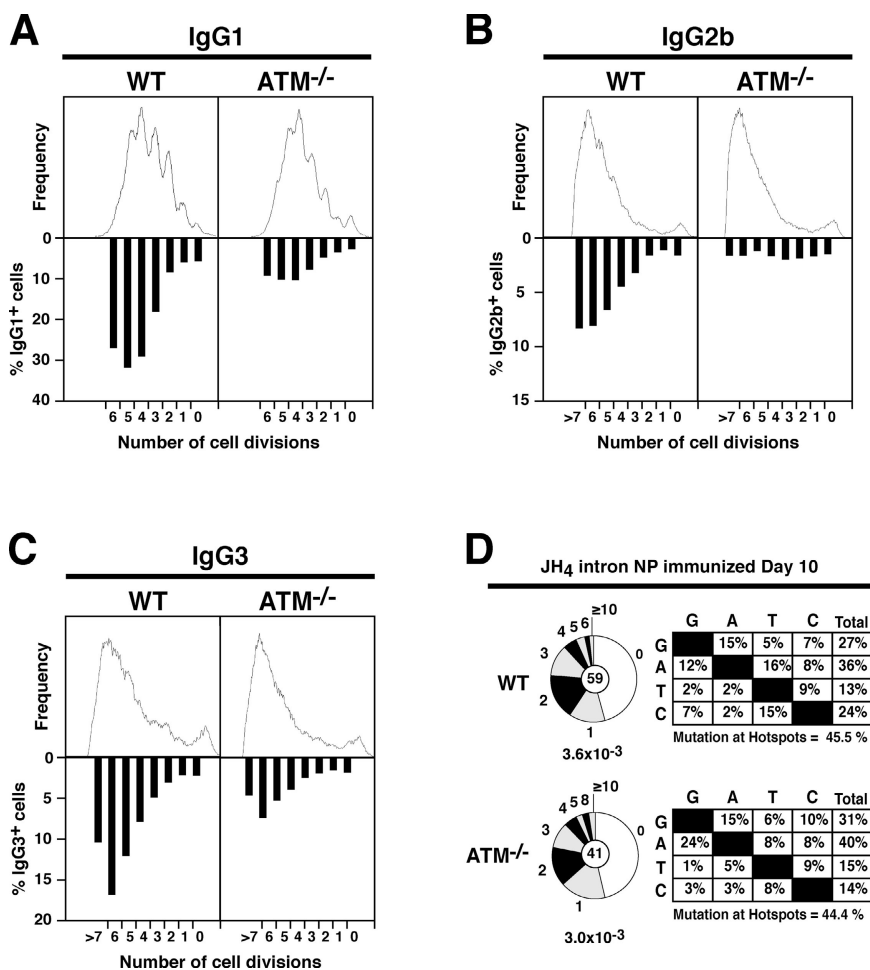 A
IgG1
WT ATM-/-
Frequency
0
10
20
30
40
% IgG1+ cells
6 5 4 3 2 1 0 6 5 4 3 2 1 0
Number of cell divisions
B
IgG2b
WT ATM-/-
Frequency
0
5
10
15
% IgG2b+ cells
>7 6 5 4 3 2 1 0 >7 6 5 4 3 2 1 0
Number of cell divisions
C
IgG3
WT ATM-/-
Frequency
0
5
10
15
20
% IgG3+ cells
>7 6 5 4 3 2 1 0 >7 6 5 4 3 2 1 0
Number of cell divisions
D
JH4 intron NP immunized Day 10
WT
0
1
2
3
4
5
6
≥10
59
3.6x10-3
G A T C Total
G 15% 5% 7% 27%
A 12% 16% 8% 36%
T 2% 2% 9% 13%
C 7% 2% 15% 24%
Mutation at Hotspots = 45.5 %
ATM-/-
0
1
2
3
4
5
8
≥10
41
3.0x10-3
G A T C Total
G 15% 6% 10% 31%
A 24% 8% 8% 40%
T 1% 5% 9% 15%
C 3% 3% 8% 14%
Mutation at Hotspots = 44.4 %